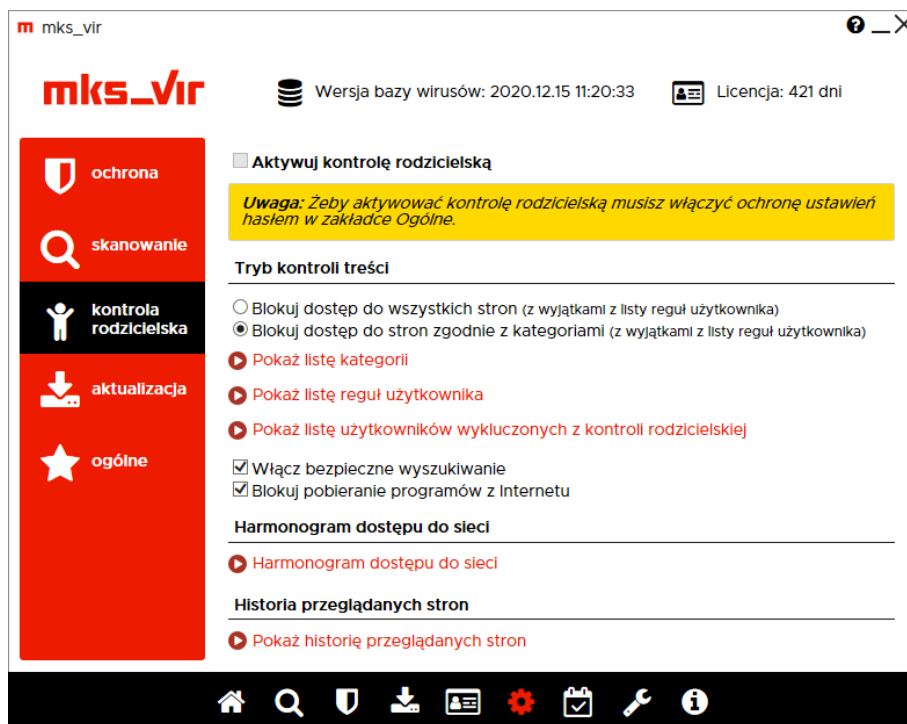 mks_vir
mks_vir
Wersja bazy wirusów: 2020.12.15 11:20:33
Licencja: 421 dni
ochrona
skanowanie
kontrola
rodzicielska
aktualizacja
ogólne
Aktywuj kontrolę rodzicielską
Uwaga: Żeby aktywować kontrolę rodzicielską musisz włączyć ochronę ustawień
hasłem w zakładce Ogólne.
Tryb kontroli treści
Blokuj dostęp do wszystkich stron (z wyjątkami z listy reguł użytkownika)
Blokuj dostęp do stron zgodnie z kategoriami (z wyjątkami z listy reguł użytkownika)
Pokaż listę kategorii
Pokaż listę reguł użytkownika
Pokaż listę użytkowników wykluczonych z kontroli rodzicielskiej
Włącz bezpieczne wyszukiwanie
Blokuj pobieranie programów z Internetu
Harmonogram dostępu do sieci
Harmonogram dostępu do sieci
Historia przeglądanych stron
Pokaż historię przeglądanych stron